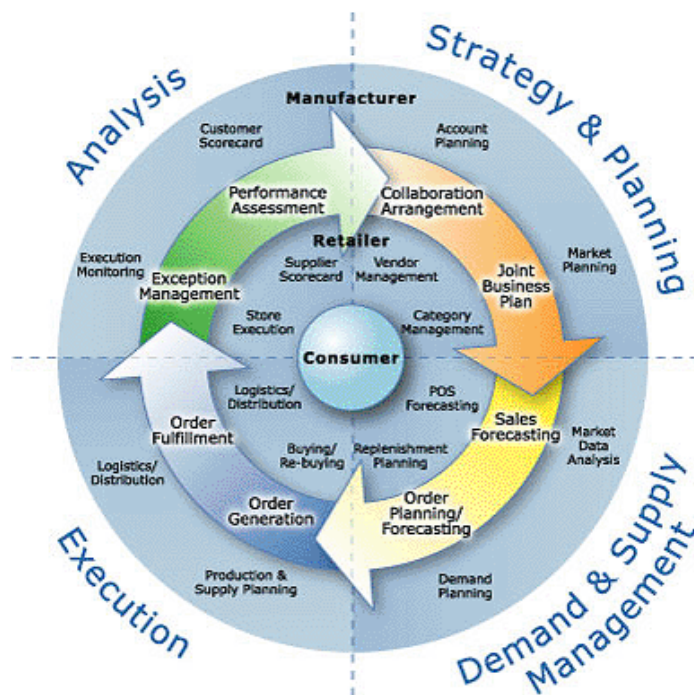 Analysis
Strategy & Planning
Manufacturer
Customer
Scorecard
Account
Planning
Performance
Assessment
Collaboration
Arrangement
Retailer
Execution
Monitoring
Exception
Management
Supplier
Scorecard
Vendor
Management
Joint
Business
Plan
Market
Planning
Store
Execution
Category
Management
Consumer
Logistics/
Distribution
POS
Forecasting
Order
Fulfillment
Sales
Forecasting
Logistics/
Distribution
Buying/
Re-buying
Replenishment
Planning
Market
Data
Analysis
Order
Generation
Order
Planning/
Forecasting
Production &
Supply Planning
Demand
Planning
Execution
Demand & Supply
Management